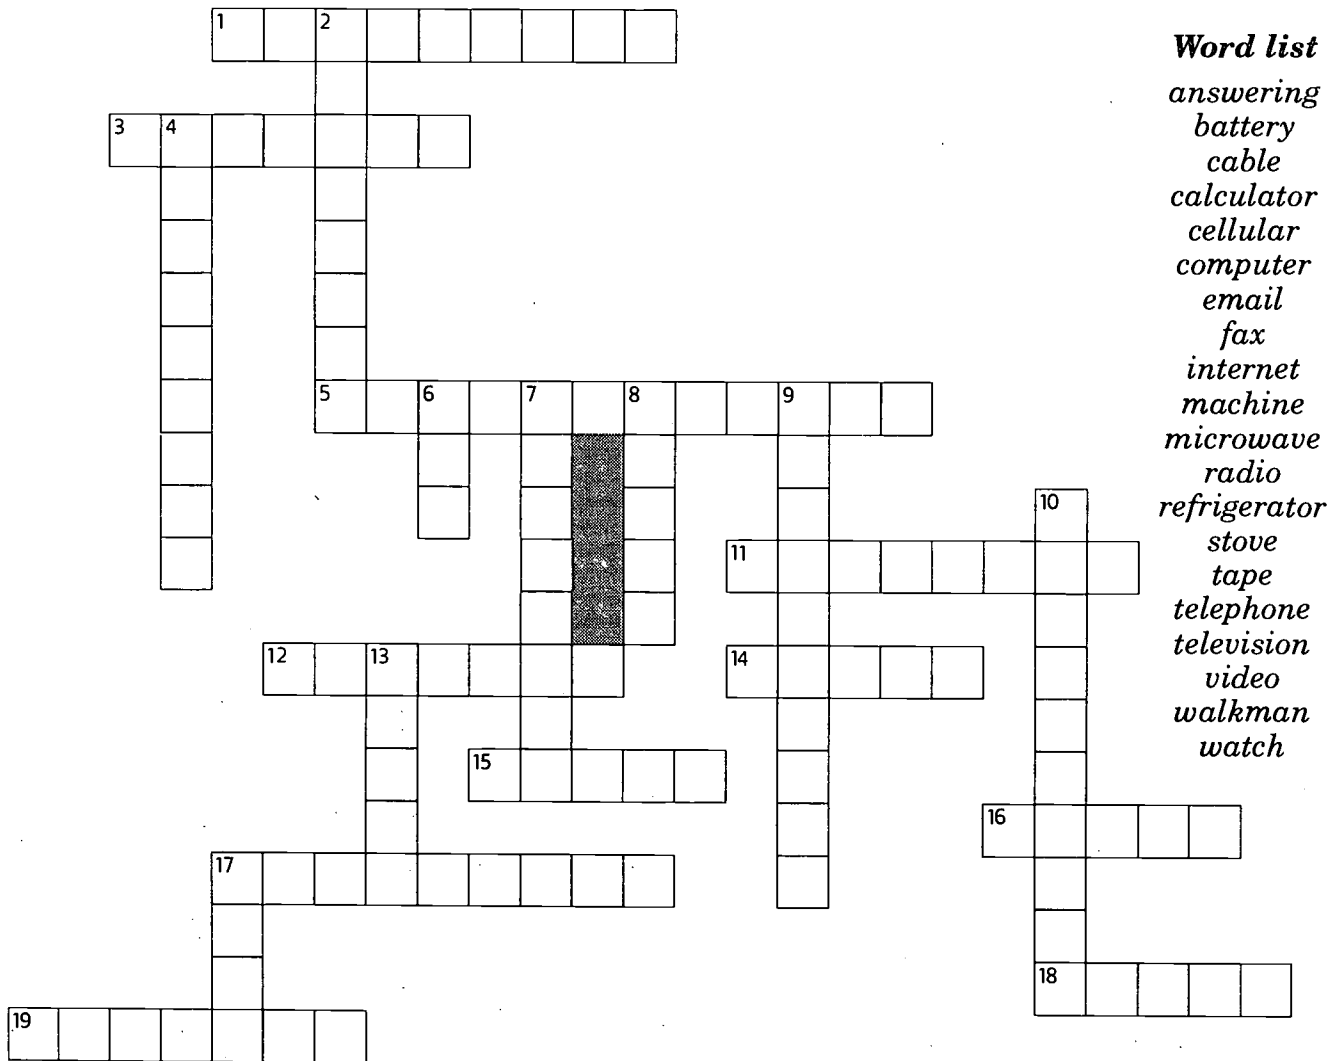 1 2
Word list
answering
3 4
battery
cable
calculator
cellular
computer
email
fax
internet
5 6 7 8 9
machine
microwave
radio
10
refrigerator
11
stove
tape
telephone
12 13 14
television
video
walkman
watch
15
16
17
18
19